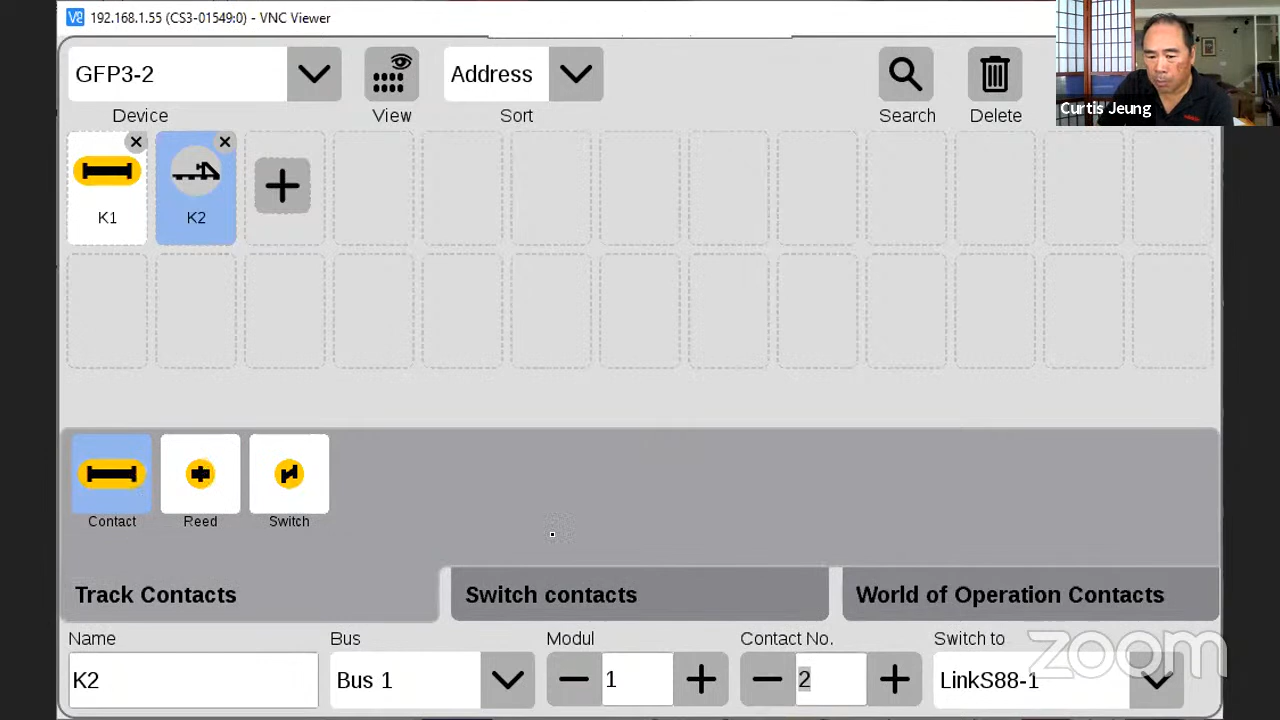 192.168.1.55 (CS3-01549:0) - VNC Viewer
GFP3-2
Address
Device
View
Sort
Search
Delete
Curtis Jeung
K1
K2
Contact
Reed
Switch
Track Contacts
Switch contacts
World of Operation Contacts
Name
Bus
Modul
Contact No.
Switch to
K2
Bus 1
1
2
LinkS88-1
zoom